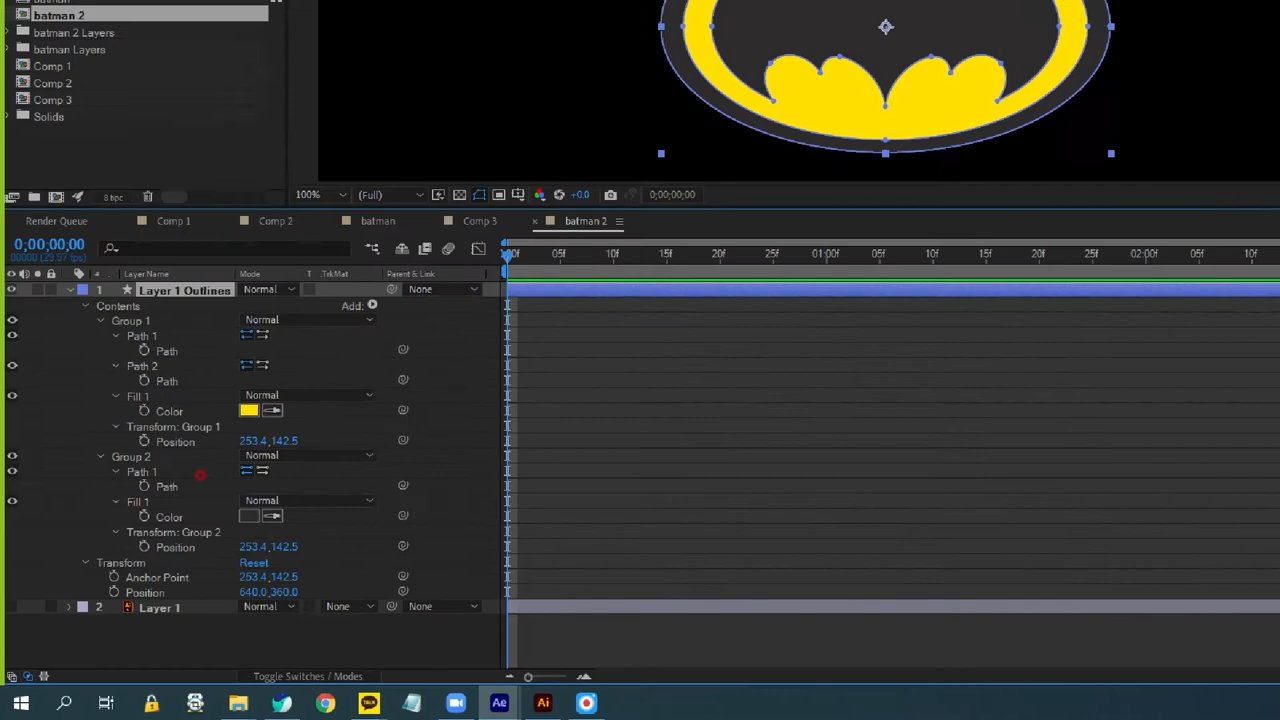 batman 2
batman 2 Layers
batman Layers
Comp 1
Comp 2
Comp 3
Solids
8 bpc
100%
(Full)
+0.0
0;00;00;00
Render Queue
Comp 1
Comp 2
batman
Comp 3
batman 2
0;00;00;00
00000 (29.97 fps)
05f
10f
15f
20f
25f
01:00f
05f
10f
15f
20f
25f
02:00f
05f
10f
#
Layer Name
Mode
T
.TrkMat
Parent & Link
1
Layer 1 Outlines
Normal
None
Contents
Add:
Group 1
Normal
Path 1
Path
Path 2
Path
Fill 1
Normal
Color
Transform: Group 1
Position
253.4,142.5
Group 2
Normal
Path 1
Path
Fill 1
Normal
Color
Transform: Group 2
Position
253.4,142.5
Transform
Reset
Anchor Point
253.4,142.5
Position
640.0,360.0
2
Layer 1
Normal
None
None
Toggle Switches / Modes
TALK
Ae
Ai